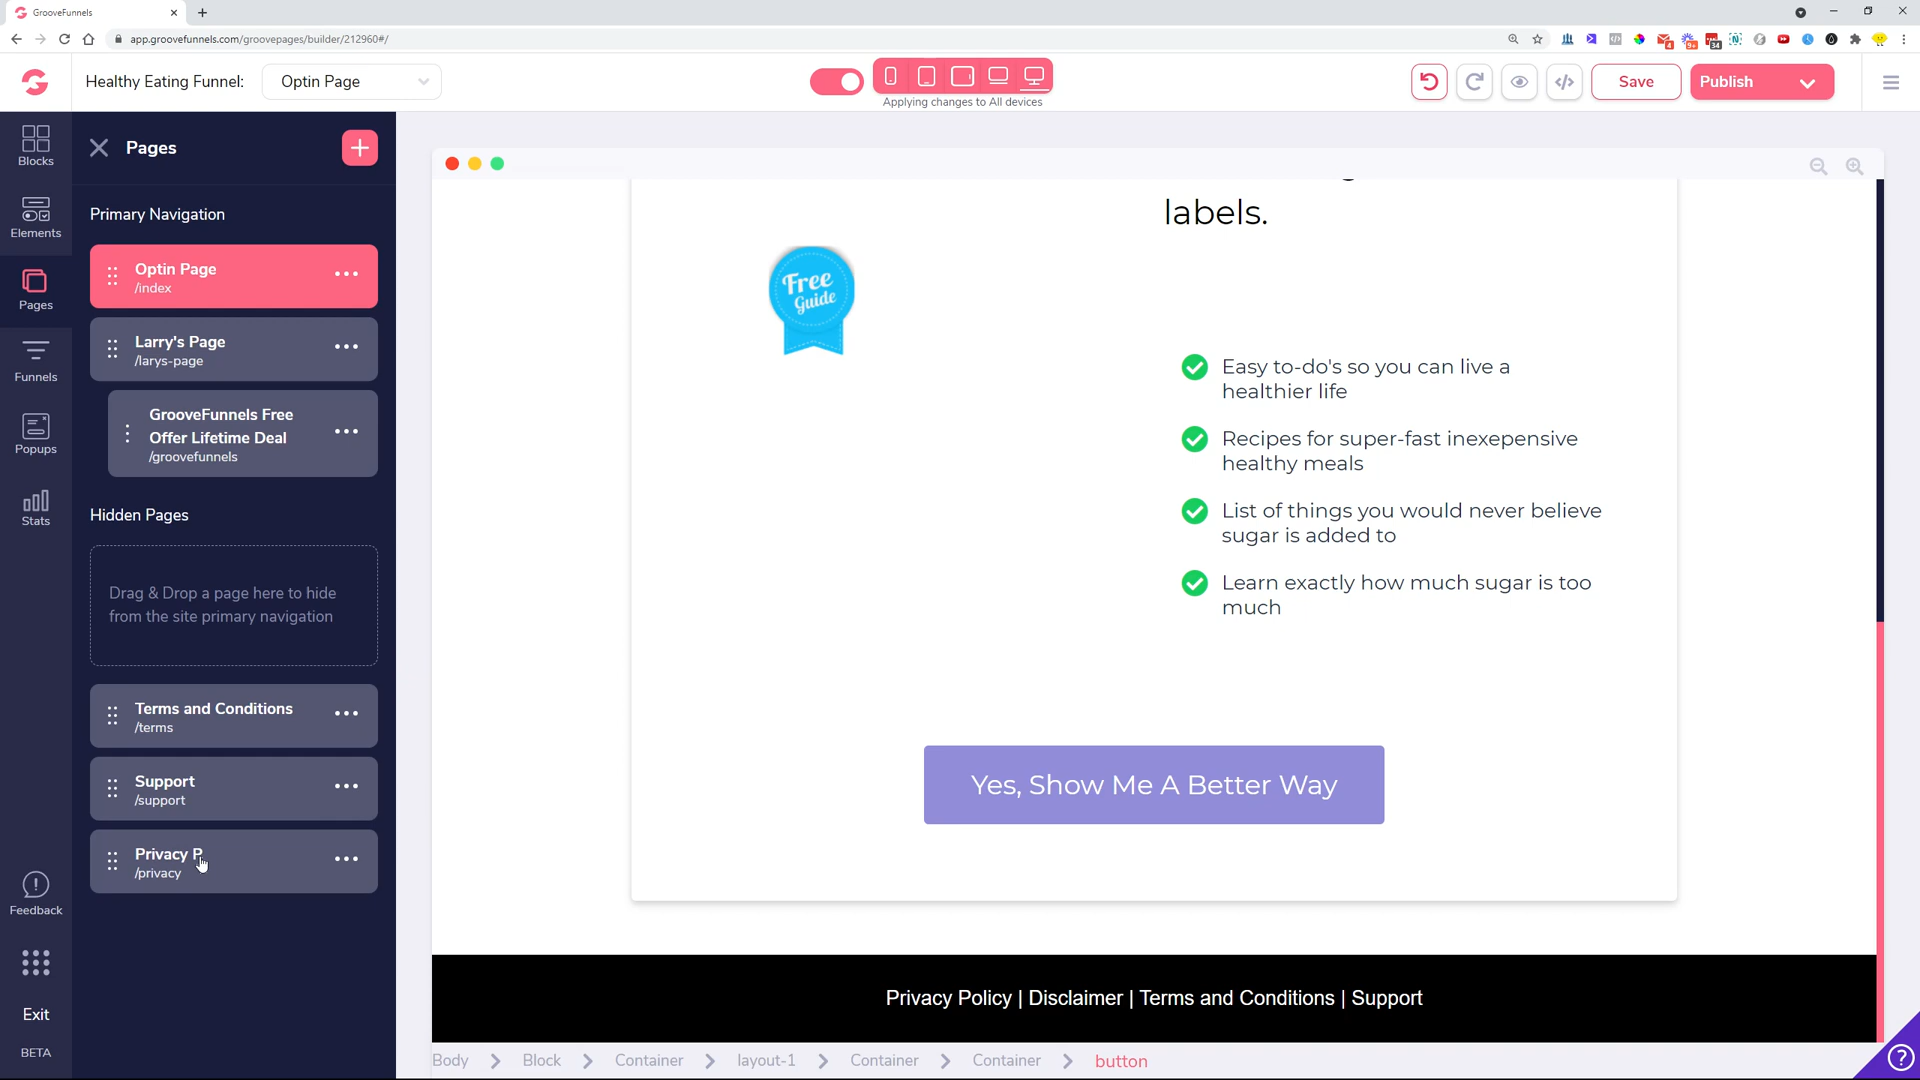 GrooveFunnels
app.groovefunnels.com/groovepages/builder/212960#/
4
9+
34
Healthy Eating Funnel:
Optin Page
Applying changes to All devices
Save
Publish
Blocks
Elements
Pages
Funnels
Popups
Stats
Feedback
Exit
BETA
Pages
Primary Navigation
Optin Page
/index
Larry's Page
/larys-page
GrooveFunnels Free
Offer Lifetime Deal
/groovefunnels
Hidden Pages
Drag & Drop a page here to hide
from the site primary navigation
Terms and Conditions
/terms
Support
/support
Privacy P
/privacy
labels.
Free
Guide
Easy to-do's so you can live a
healthier life
Recipes for super-fast inexepensive
healthy meals
List of things you would never believe
sugar is added to
Learn exactly how much sugar is too
much
Yes, Show Me A Better Way
Privacy Policy | Disclaimer | Terms and Conditions | Support
Body
Block
Container
layout-1
Container
Container
button